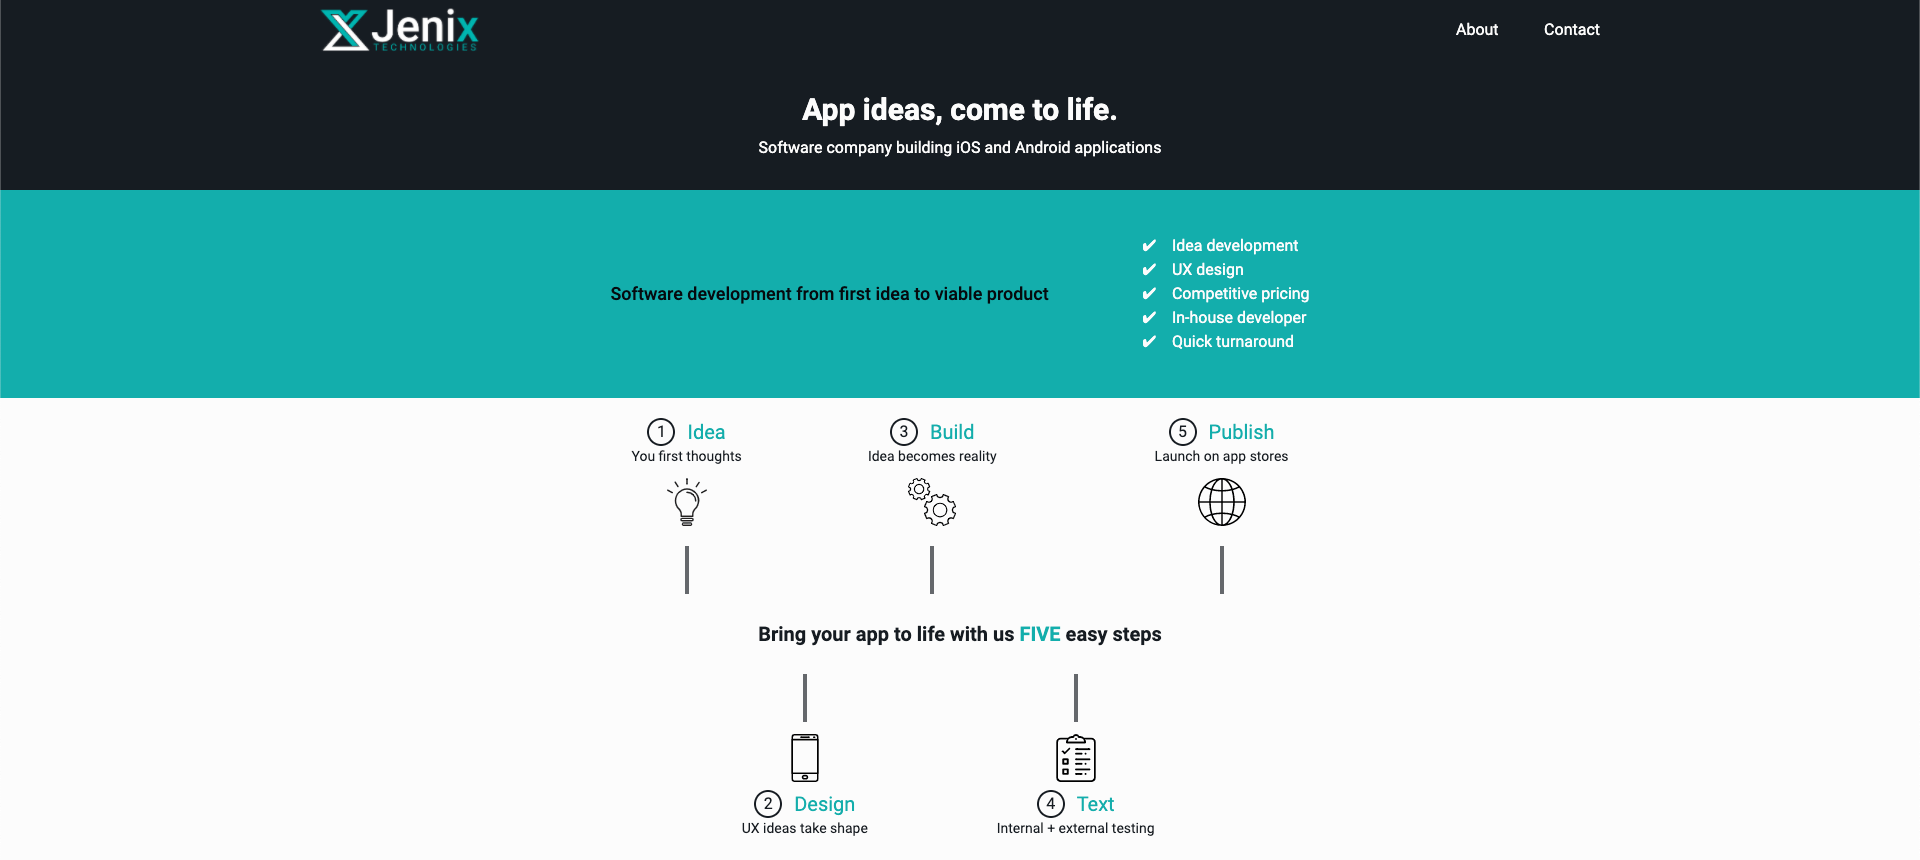 Jenix
TECHNOLOGIES
About
Contact
App ideas, come to life.
Software company building iOS and Android applications
Software development from first idea to viable product
✔ Idea development
✔ UX design
✔ Competitive pricing
✔ In-house developer
✔ Quick turnaround
1 Idea
You first thoughts
3 Build
Idea becomes reality
5 Publish
Launch on app stores
Bring your app to life with us FIVE easy steps
2 Design
UX ideas take shape
4 Text
Internal + external testing